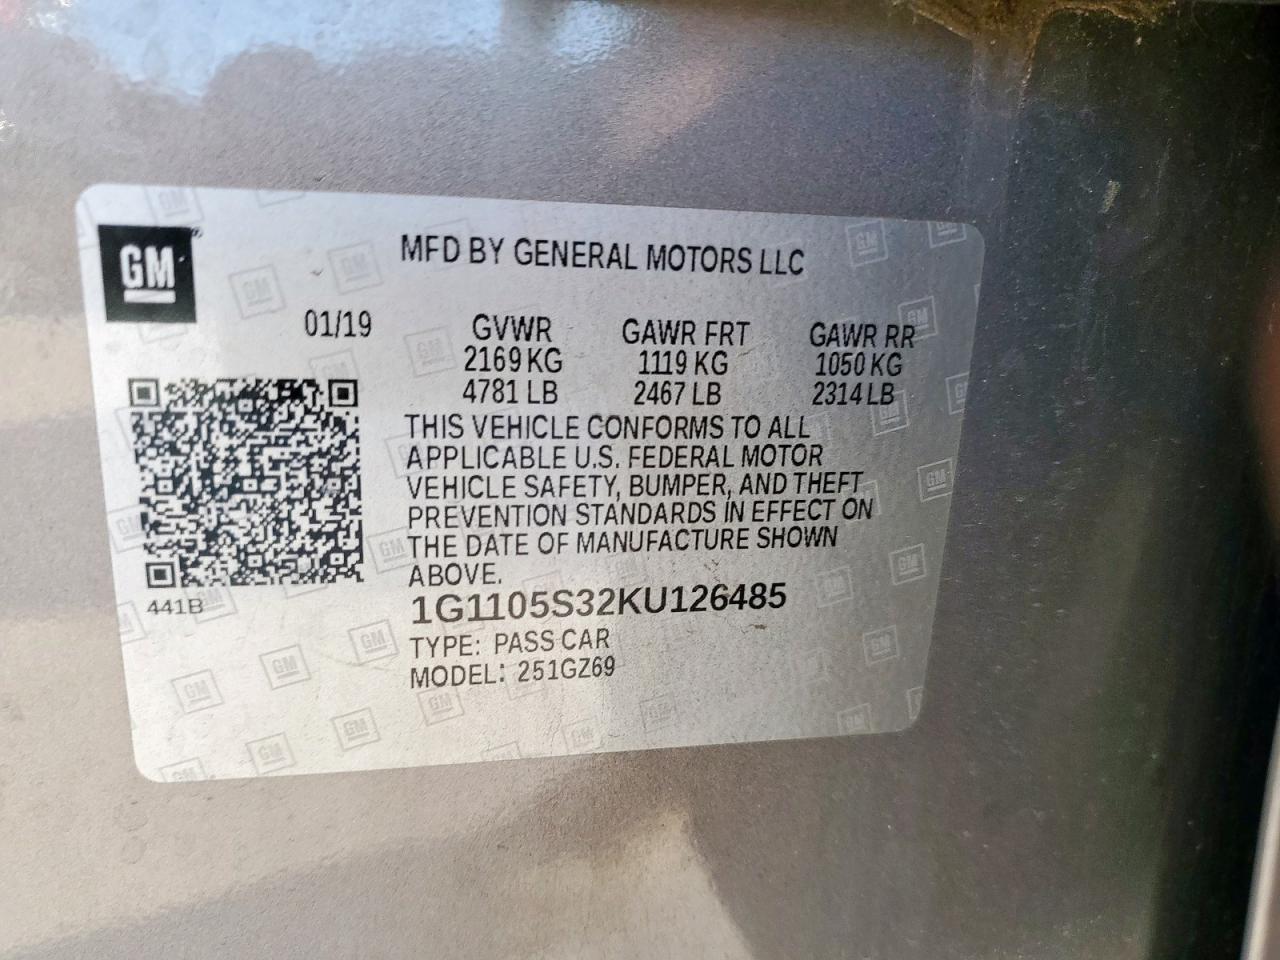 GM
MFD BY GENERAL MOTORS LLC
01/19 GVWR GAWR FRT GAWR RR
2169 KG 1119 KG 1050 KG
4781 LB 2467 LB 2314 LB
THIS VEHICLE CONFORMS TO ALL
APPLICABLE U.S. FEDERAL MOTOR
VEHICLE SAFETY, BUMPER, AND THEFT
PREVENTION STANDARDS IN EFFECT ON
THE DATE OF MANUFACTURE SHOWN
ABOVE.
441B
1G1105S32KU126485
TYPE: PASS CAR
MODEL: 251GZ69